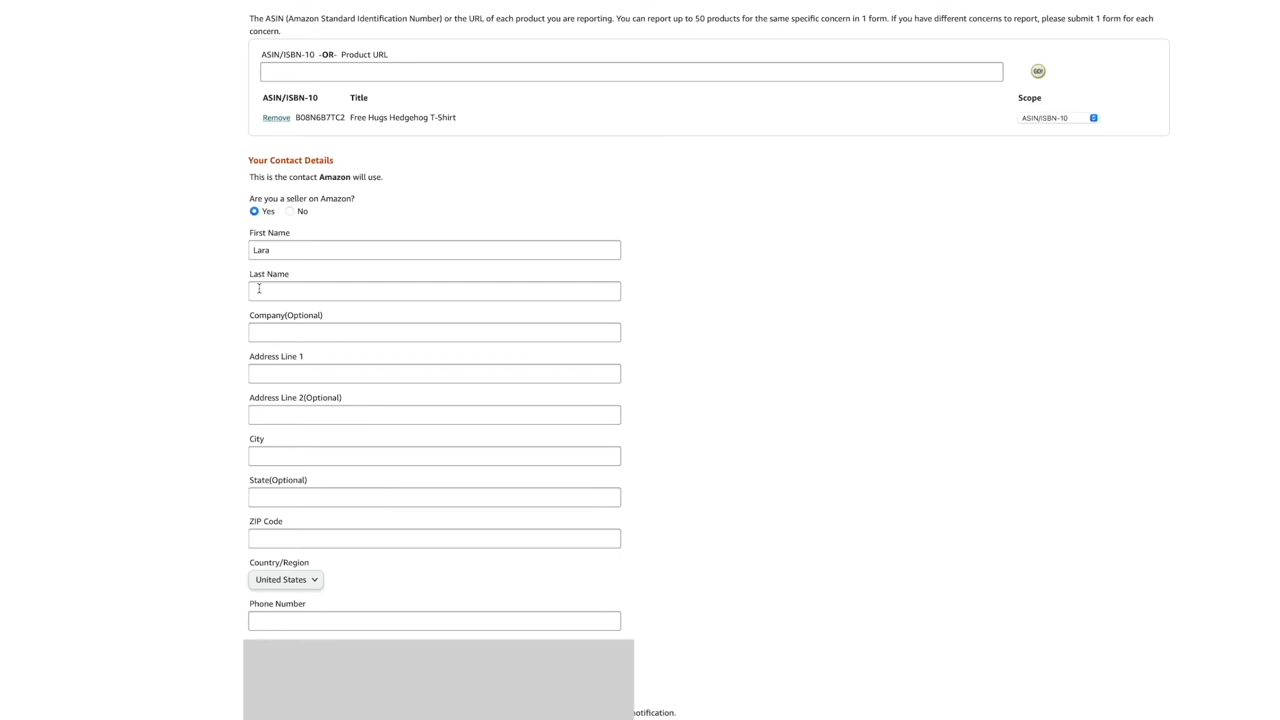 The ASIN (Amazon Standard Identification Number) or the URL of each product you are reporting. You can report up to 50 products for the same specific concern in 1 form. If you have different concerns to report, please submit 1 form for each
concern.
ASIN/ISBN-10 -OR- Product URL
GO!
ASIN/ISBN-10 Title Scope
Remove B08N6B7TC2 Free Hugs Hedgehog T-Shirt ASIN/ISBN-10
Your Contact Details
This is the contact Amazon will use.
Are you a seller on Amazon?
Yes No
First Name
Lara
Last Name
Company(Optional)
Address Line 1
Address Line 2(Optional)
City
State(Optional)
ZIP Code
Country/Region
United States
Phone Number
notification.